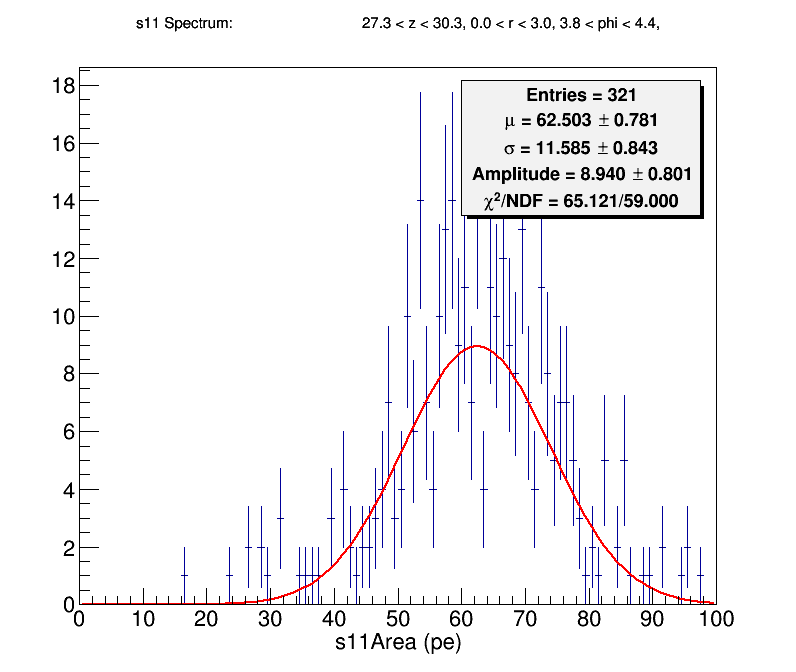 s11 Spectrum: 27.3 < z < 30.3, 0.0 < r < 3.0, 3.8 < phi < 4.4,
Entries = 321
μ = 62.503 ± 0.781
σ = 11.585 ± 0.843
Amplitude = 8.940 ± 0.801
χ²/NDF = 65.121/59.000
18
16
14
12
10
8
6
4
2
0
0 10 20 30 40 50 60 70 80 90 100
s11Area (pe)